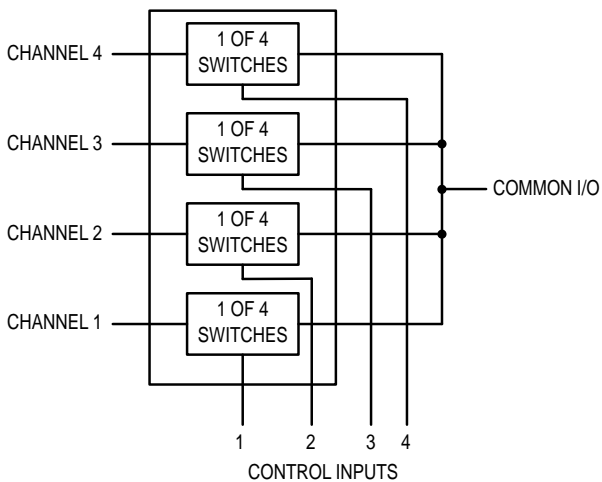 CHANNEL 4
1 OF 4
SWITCHES
CHANNEL 3
1 OF 4
SWITCHES
COMMON I/O
CHANNEL 2
1 OF 4
SWITCHES
CHANNEL 1
1 OF 4
SWITCHES
1 2 3 4
CONTROL INPUTS